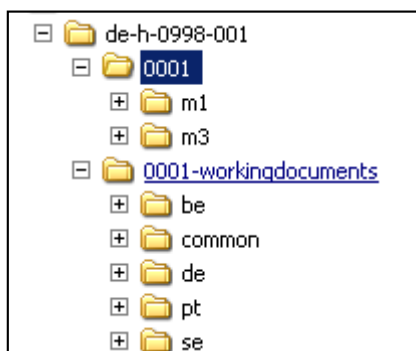 de-h-0998-001
0001
m1
m3
0001-workingdocuments
be
common
de
pt
se